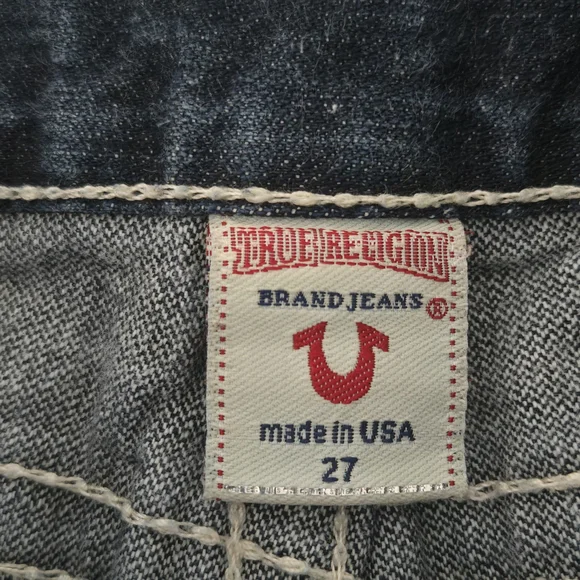 TRUE RELIGION
BRAND JEANS ®
made in USA
27